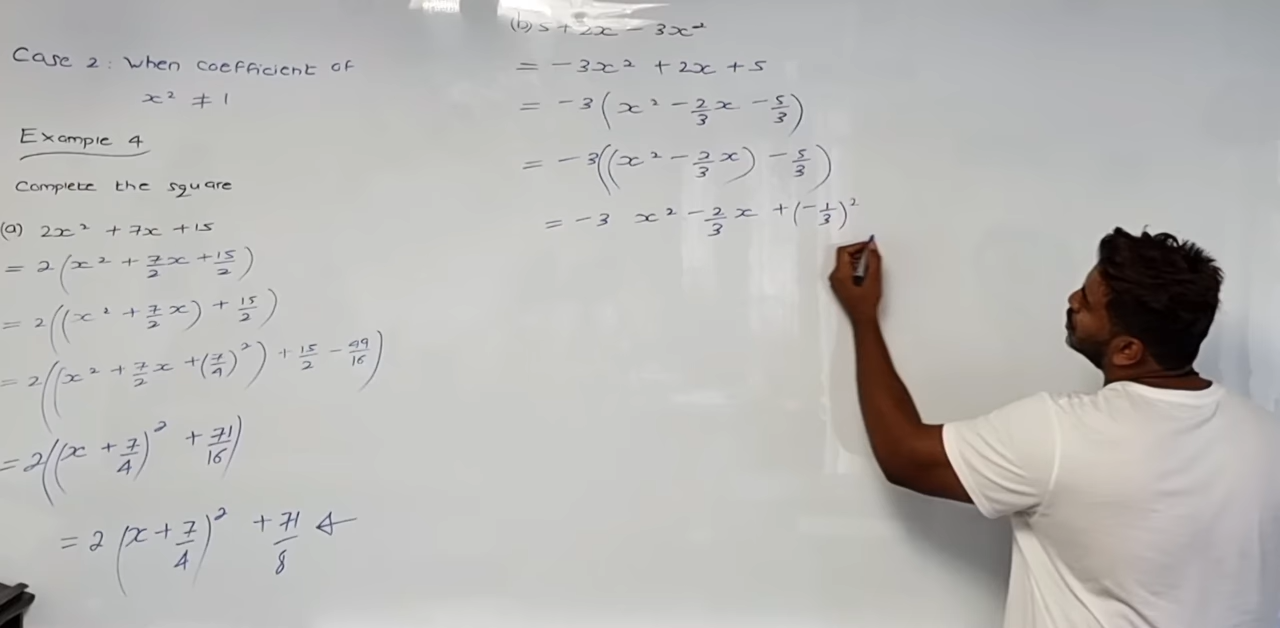 Case 2: When coefficient of
x² ≠ 1
Example 4
Complete the square
(a) 2x² + 7x + 15
= 2(x² + 7/2 x + 15/2)
= 2((x² + 7/2 x) + 15/2)
= 2((x² + 7/2 x + (7/4)²) + 15/2 - 49/16)
= 2((x + 7/4)² + 71/16)
= 2(x + 7/4)² + 71/8
(b) 5 + 2x - 3x²
= -3x² + 2x + 5
= -3(x² - 2/3 x - 5/3)
= -3((x² - 2/3 x) - 5/3)
= -3 x² - 2/3 x + (-1/3)²